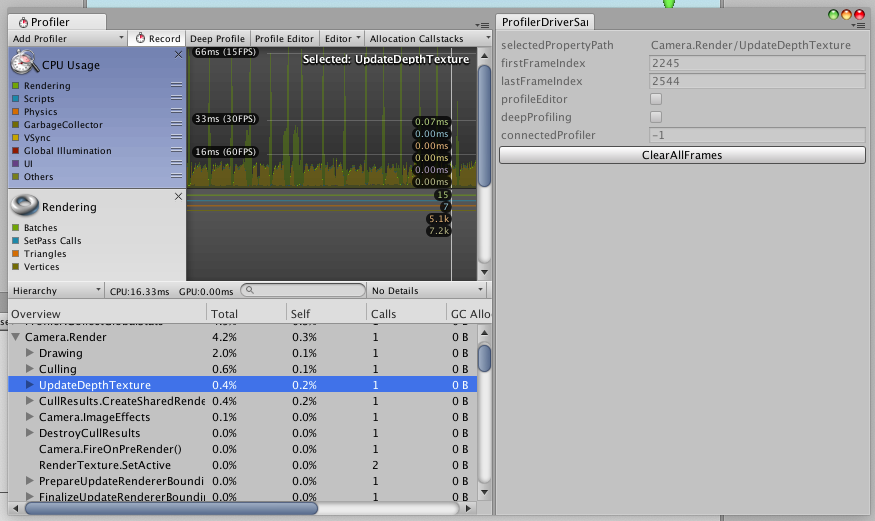 Profiler
Add Profiler
Record
Deep Profile
Profile Editor
Editor
Allocation Callstacks
CPU Usage
Rendering
Scripts
Physics
GarbageCollector
VSync
Global Illumination
UI
Others
66ms (15FPS)
Selected: UpdateDepthTexture
33ms (30FPS)
16ms (60FPS)
0.07ms
0.00ms
0.00ms
0.00ms
0.00ms
0.00ms
Rendering
Batches
SetPass Calls
Triangles
Vertices
15
7
5.1k
7.2k
Hierarchy
CPU:16.33ms GPU:0.00ms
No Details
Overview Total Self Calls GC Allo
Camera.Render 4.2% 0.3% 1 0 B
Drawing 2.0% 0.1% 1 0 B
Culling 0.6% 0.1% 1 0 B
UpdateDepthTexture 0.4% 0.2% 1 0 B
CullResults.CreateSharedRende 0.4% 0.2% 1 0 B
Camera.ImageEffects 0.1% 0.0% 1 0 B
DestroyCullResults 0.0% 0.0% 1 0 B
Camera.FireOnPreRender() 0.0% 0.0% 1 0 B
RenderTexture.SetActive 0.0% 0.0% 2 0 B
PrepareUpdateRendererBoundi 0.0% 0.0% 1 0 B
FinalizeUpdateRendererBoundin 0.0% 0.0% 1 0 B
ProfilerDriverSa
selectedPropertyPath Camera.Render/UpdateDepthTexture
firstFrameIndex 2245
lastFrameIndex 2544
profileEditor
deepProfiling
connectedProfiler -1
ClearAllFrames